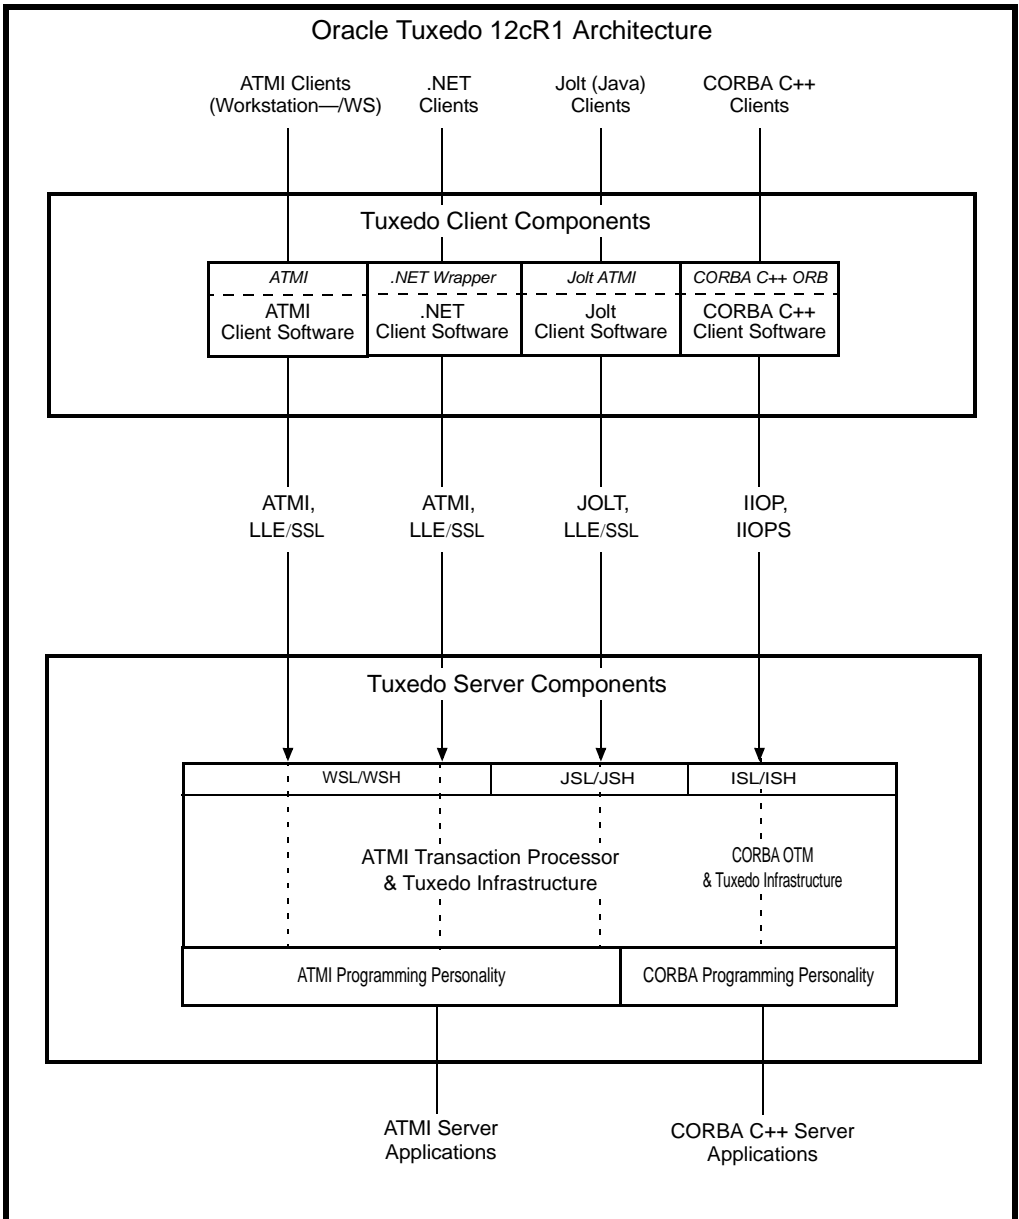 Oracle Tuxedo 12cR1 Architecture
ATMI Clients
(Workstation—/WS)
.NET
Clients
Jolt (Java)
Clients
CORBA C++
Clients
Tuxedo Client Components
ATMI
ATMI
Client Software
.NET Wrapper
.NET
Client Software
Jolt ATMI
Jolt
Client Software
CORBA C++ ORB
CORBA C++
Client Software
ATMI,
LLE/SSL
ATMI,
LLE/SSL
JOLT,
LLE/SSL
IIOP,
IIOPS
Tuxedo Server Components
WSL/WSH
JSL/JSH
ISL/ISH
ATMI Transaction Processor
& Tuxedo Infrastructure
CORBA OTM
& Tuxedo Infrastructure
ATMI Programming Personality
CORBA Programming Personality
ATMI Server
Applications
CORBA C++ Server
Applications